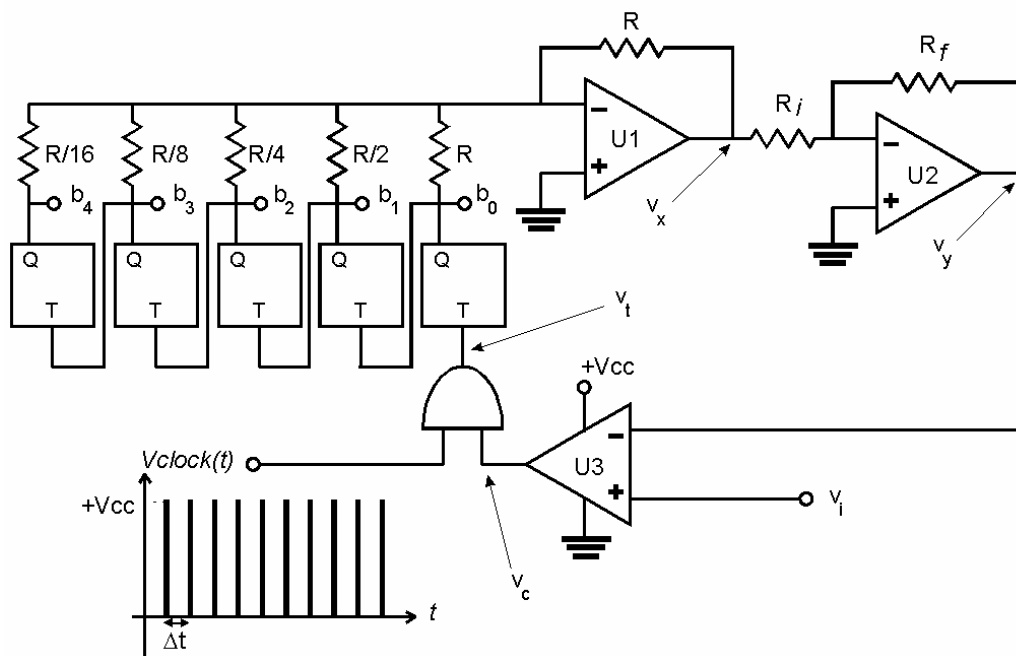 R
R_f
R/16
R/8
R/4
R/2
R
−
U1
+
R_i
−
U2
+
b_4
b_3
b_2
b_1
b_0
v_x
v_y
Q
Q
Q
Q
Q
T
T
T
T
T
v_t
+Vcc
−
U3
+
Vclock(t)
v_i
+Vcc
v_c
t
Δt